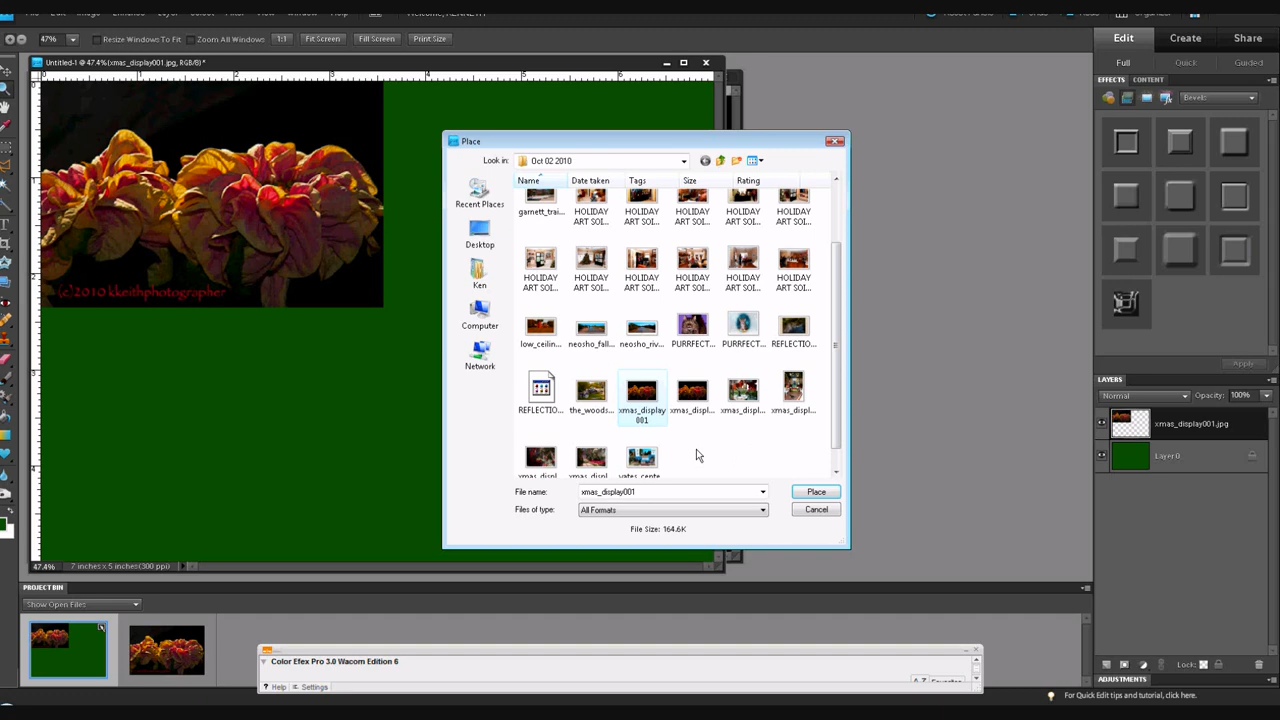 47%
Resize Windows To Fit
Zoom All Windows
1:1
Fit Screen
Fill Screen
Print Size
Edit
Create
Share
Full
Quick
Guided
Untitled-1 @ 47.4%(xmas_display001.jpg, RGB/8)*
0 1 2 3 4 5 6
(c)2010 kkeithphotographer
47.4%
7 inches x 5 inches (300 ppi)
Place
Look in:
Oct 02 2010
Name
Date taken
Tags
Size
Rating
Recent Places
Desktop
Ken
Computer
Network
garnett_trai...
HOLIDAY ART SOI...
HOLIDAY ART SOI...
HOLIDAY ART SOI...
HOLIDAY ART SOI...
HOLIDAY ART SOI...
HOLIDAY ART SOI...
HOLIDAY ART SOI...
HOLIDAY ART SOI...
HOLIDAY ART SOI...
HOLIDAY ART SOI...
HOLIDAY ART SOI...
low_ceilin...
neosho_fall...
neosho_riv...
PURRFECT...
PURRFECT...
REFLECTIO...
REFLECTIO...
the_woods...
xmas_display
001
xmas_displ...
xmas_displ...
xmas_displ...
File name:
xmas_display001
Place
Files of type:
All Formats
Cancel
File Size: 164.6K
EFFECTS
CONTENT
Bevels
Apply
LAYERS
Normal
Opacity:
100%
xmas_display001.jpg
Layer 0
Lock:
ADJUSTMENTS
PROJECT BIN
Show Open Files
Color Efex Pro 3.0 Wacom Edition 6
Help
Settings
For Quick Edit tips and tutorial, click here.